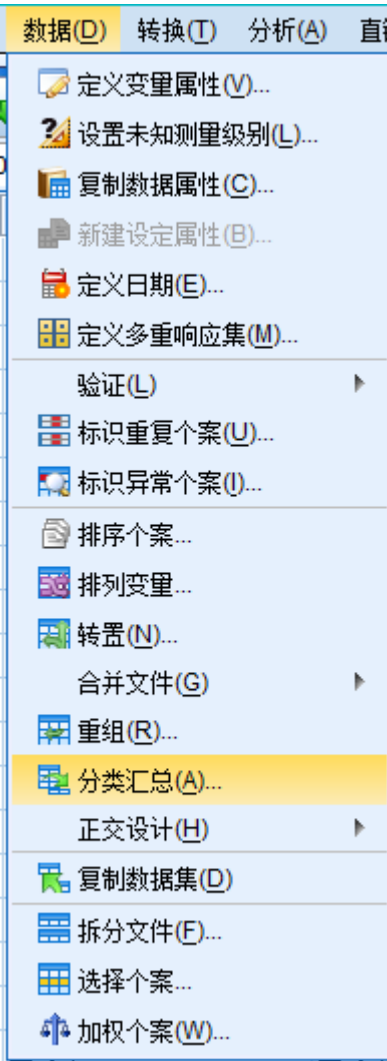 数据(D) 转换(T) 分析(A) 直
定义变量属性(V)...
设置未知测量级别(L)...
复制数据属性(C)...
新建设定属性(B)...
定义日期(E)...
定义多重响应集(M)...
验证(L)
标识重复个案(U)...
标识异常个案(I)...
排序个案...
排列变量...
转置(N)...
合并文件(G)
重组(R)...
分类汇总(A)...
正交设计(H)
复制数据集(D)
拆分文件(F)...
选择个案...
加权个案(W)...